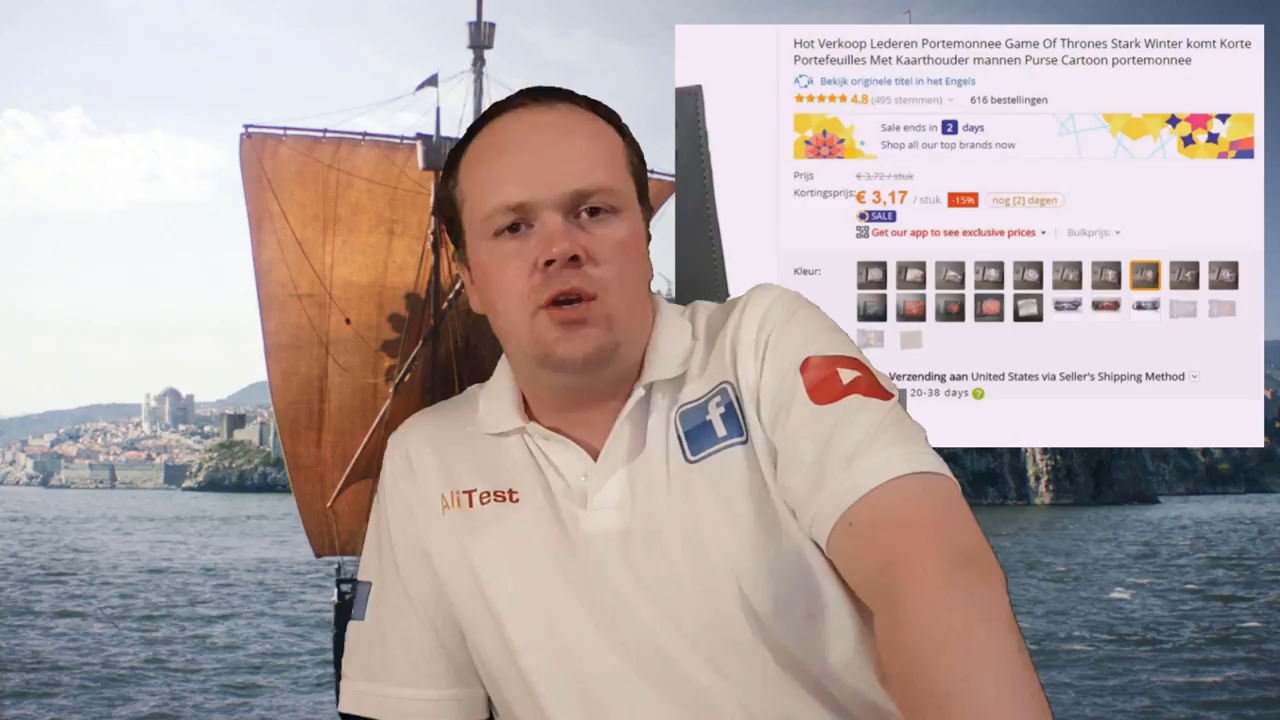 Hot Verkoop Lederen Portemonnee Game Of Thrones Stark Winter komt Korte
Portefeuilles Met Kaarthouder mannen Purse Cartoon portemonnee
Bekijk originele titel in het Engels
4.8 (495 stemmen) 616 bestellingen
Sale ends in 2 days
Shop all our top brands now
Prijs € 3,72 / stuk
Kortingsprijs: € 3,17 / stuk -15% nog [2] dagen
SALE
Get our app to see exclusive prices Bulkprijs:
Kleur:
Verzending aan United States via Seller's Shipping Method
20-38 days ?
f
AliTest